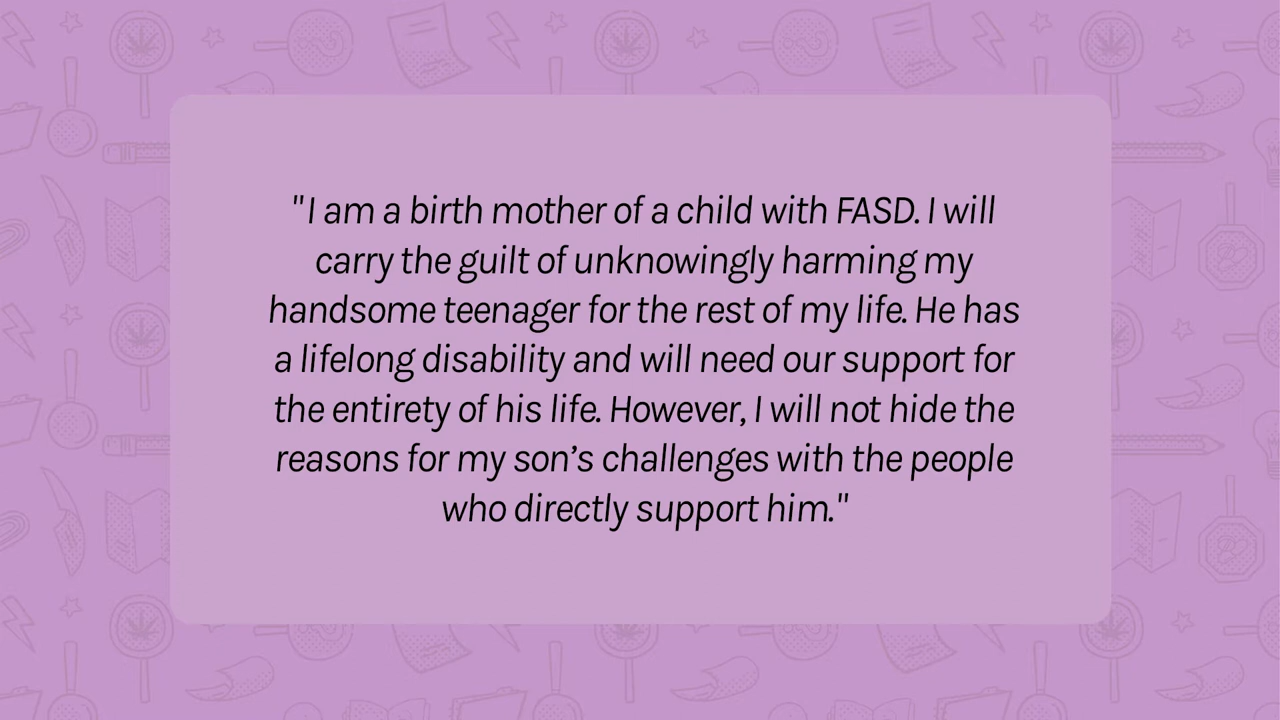 "I am a birth mother of a child with FASD. I will
carry the guilt of unknowingly harming my
handsome teenager for the rest of my life. He has
a lifelong disability and will need our support for
the entirety of his life. However, I will not hide the
reasons for my son’s challenges with the people
who directly support him."